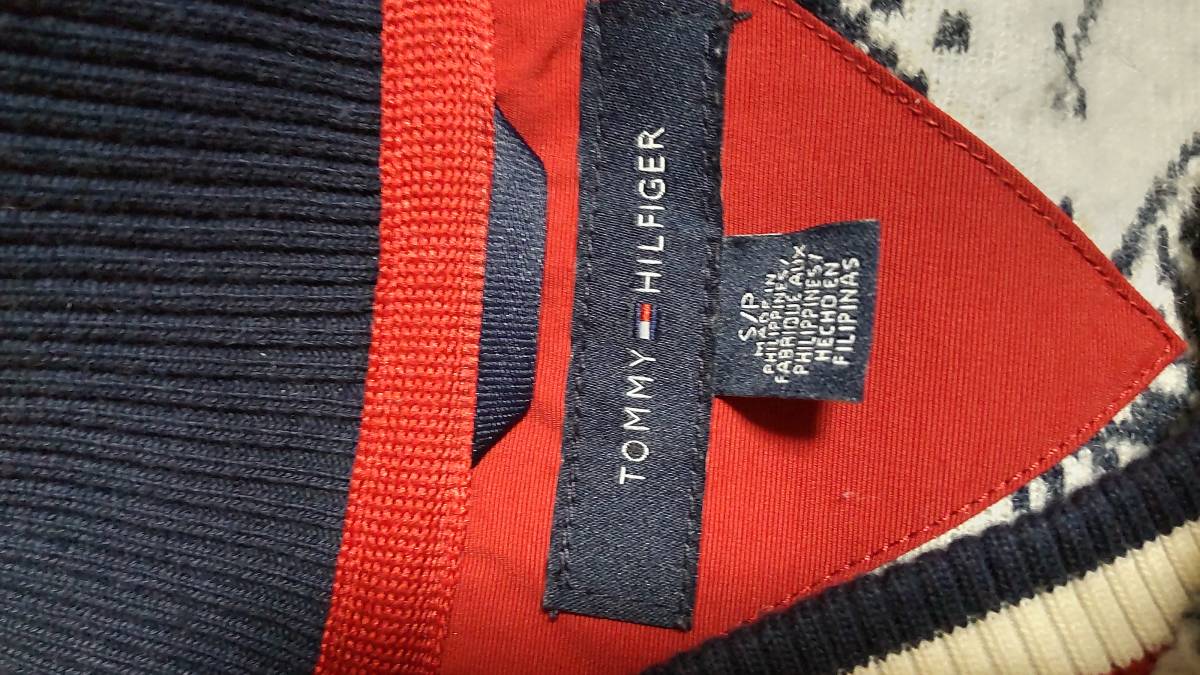 TOMMY HILFIGER
S/P
MADE IN
PHILIPPINES/
FABRIQUE AUX
PHILIPPINES/
HECHO EN
FILIPINAS